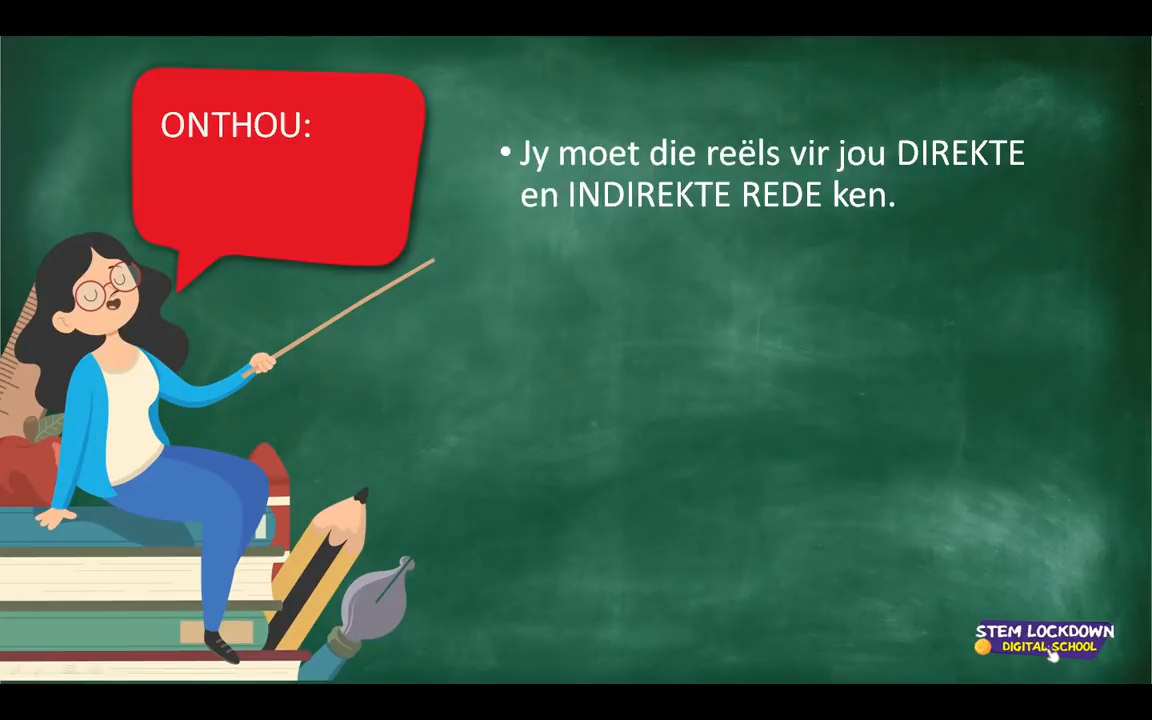 ONTHOU:
• Jy moet die reëls vir jou DIREKTE
en INDIREKTE REDE ken.
STEM LOCKDOWN
DIGITAL SCHOOL